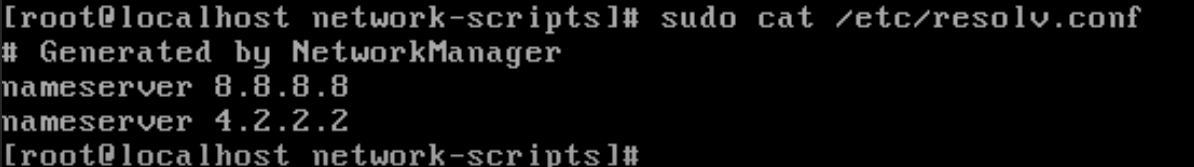 [root@localhost network-scripts]# sudo cat /etc/resolv.conf
# Generated by NetworkManager
nameserver 8.8.8.8
nameserver 4.2.2.2
[root@localhost network-scripts]#